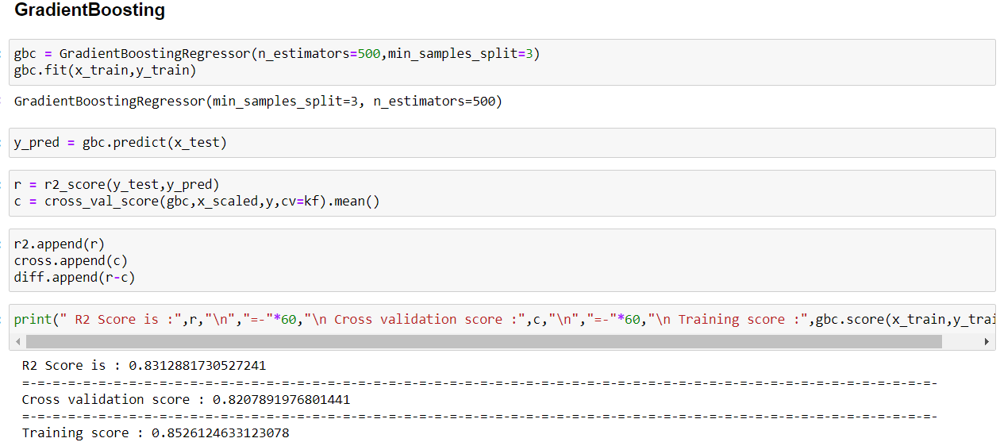 GradientBoosting
gbc = GradientBoostingRegressor(n_estimators=500,min_samples_split=3)
gbc.fit(x_train,y_train)
GradientBoostingRegressor(min_samples_split=3, n_estimators=500)
y_pred = gbc.predict(x_test)
r = r2_score(y_test,y_pred)
c = cross_val_score(gbc,x_scaled,y,cv=kf).mean()
r2.append(r)
cross.append(c)
diff.append(r-c)
print(" R2 Score is :",r,"\n","=-"*60,"\n Cross validation score :",c,"\n","=-"*60,"\n Training score :",gbc.score(x_train,y_trai
R2 Score is : 0.8312881730527241
=-=-=-=-=-=-=-=-=-=-=-=-=-=-=-=-=-=-=-=-=-=-=-=-=-=-=-=-=-=-=-=-=-=-=-=-=-=-=-=-=-=-=-=-=-=-=-=-=-=-=-=-=-=-=-=-=-=-=-=-
Cross validation score : 0.8207891976801441
=-=-=-=-=-=-=-=-=-=-=-=-=-=-=-=-=-=-=-=-=-=-=-=-=-=-=-=-=-=-=-=-=-=-=-=-=-=-=-=-=-=-=-=-=-=-=-=-=-=-=-=-=-=-=-=-=-=-=-=-
Training score : 0.8526124633123078